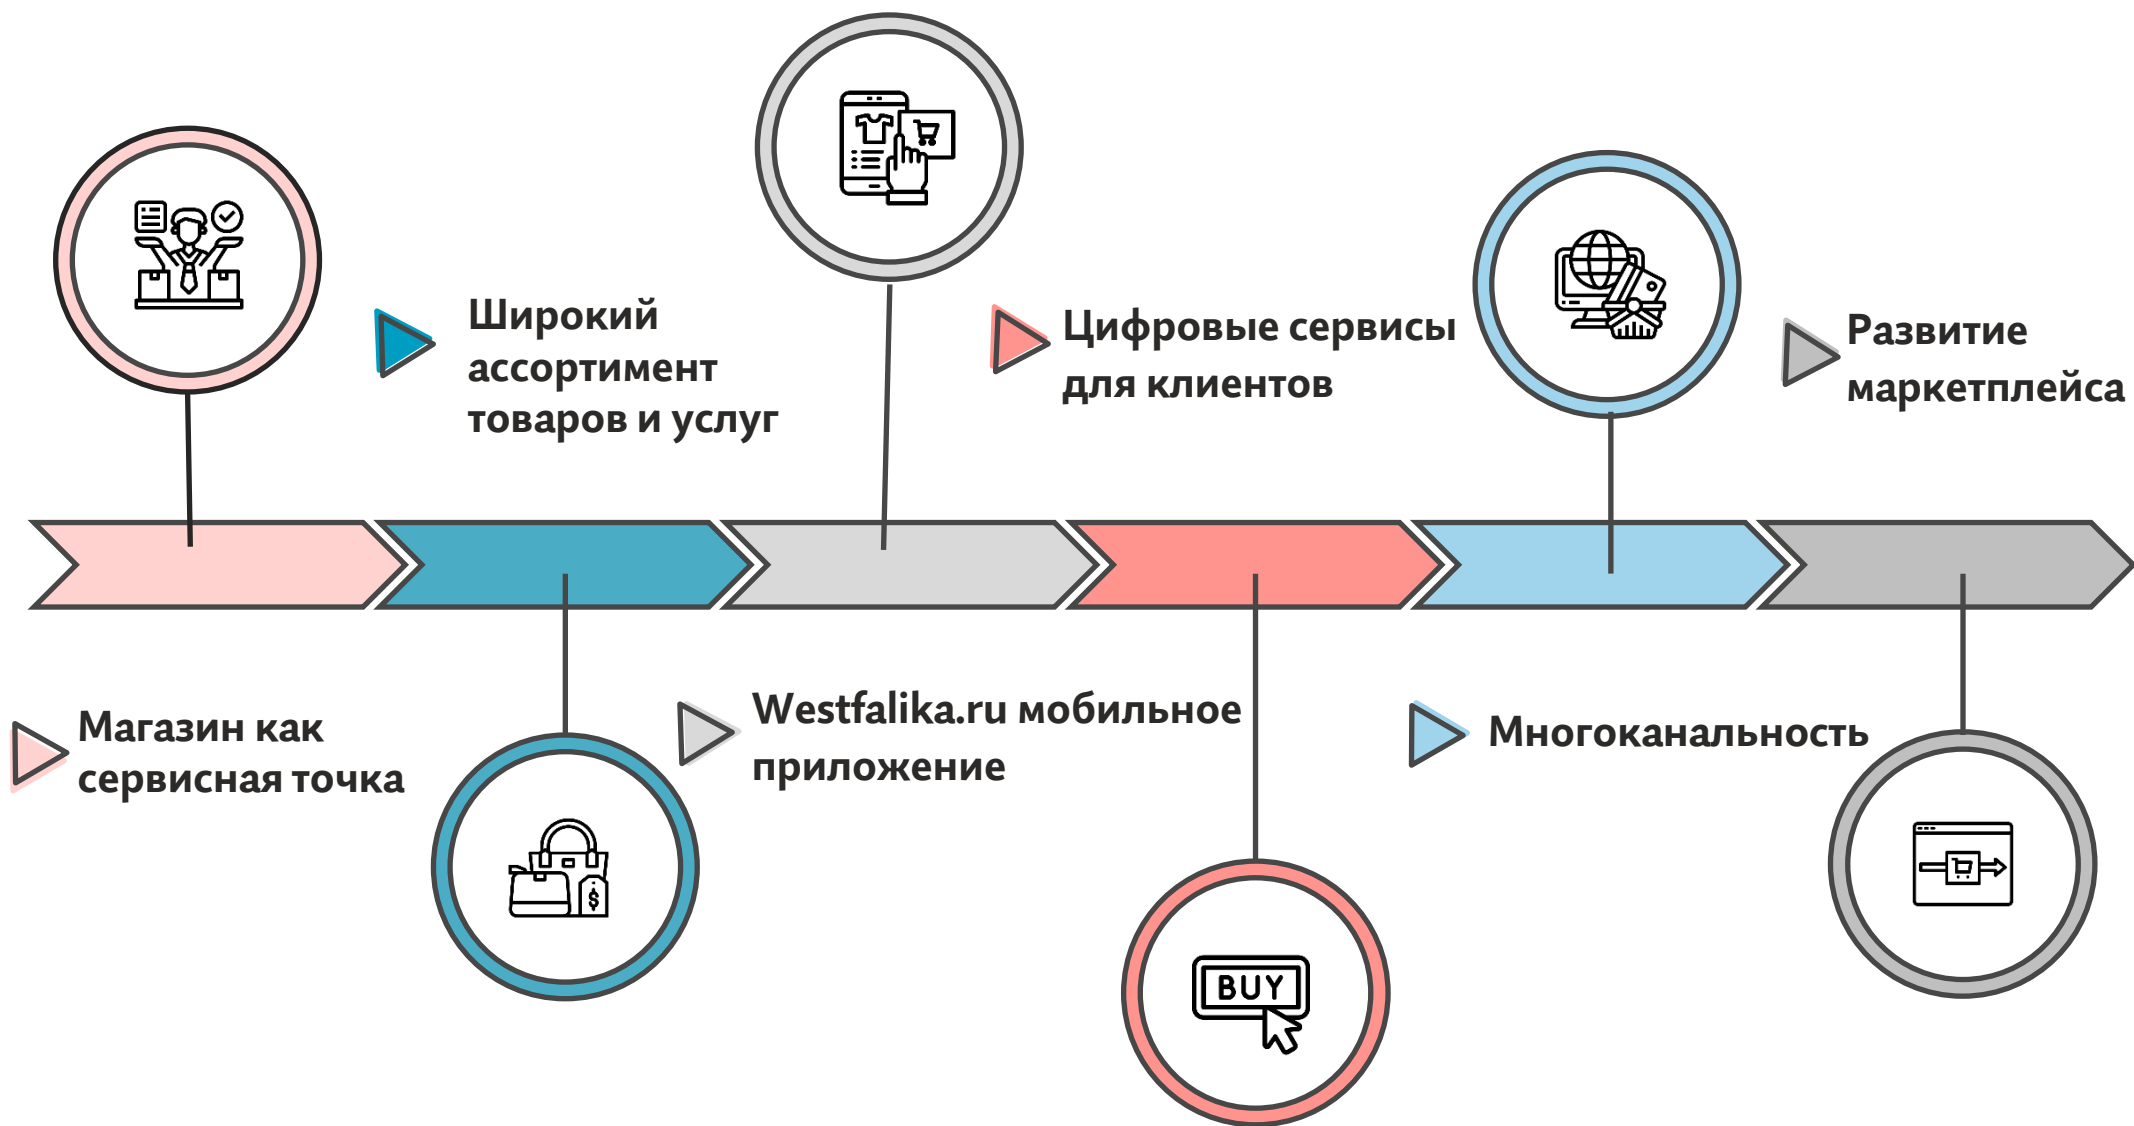 Широкий
ассортимент
товаров и услуг
Цифровые сервисы
для клиентов
Развитие
маркетплейса
Магазин как
сервисная точка
Westfalika.ru мобильное
приложение
Многоканальность
$
BUY